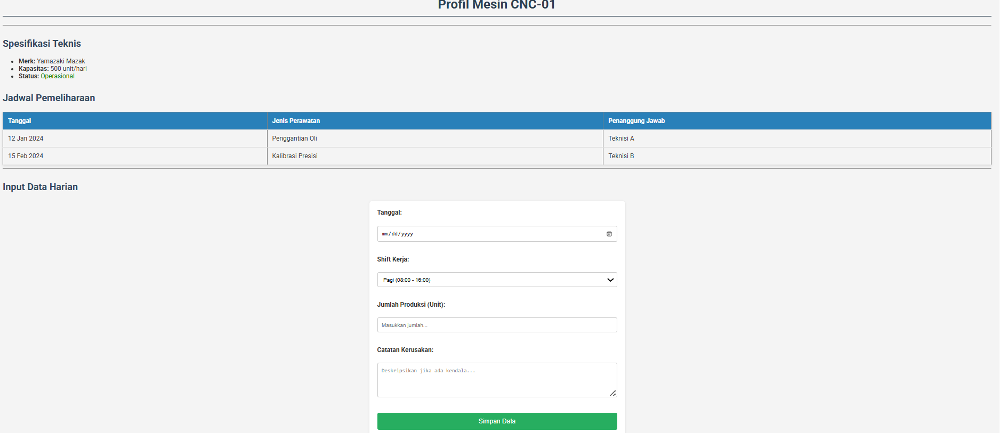 Profil Mesin CNC-01
Spesifikasi Teknis
Merk: Yamazaki Mazak
Kapasitas: 500 unit/hari
Status: Operasional
Jadwal Pemeliharaan
Tanggal Jenis Perawatan Penanggung Jawab
12 Jan 2024 Penggantian Oli Teknisi A
15 Feb 2024 Kalibrasi Presisi Teknisi B
Input Data Harian
Tanggal:
mm/dd/yyyy
Shift Kerja:
Pagi (08:00 - 16:00)
Jumlah Produksi (Unit):
Masukkan jumlah...
Catatan Kerusakan:
Deskripsikan jika ada kendala...
Simpan Data